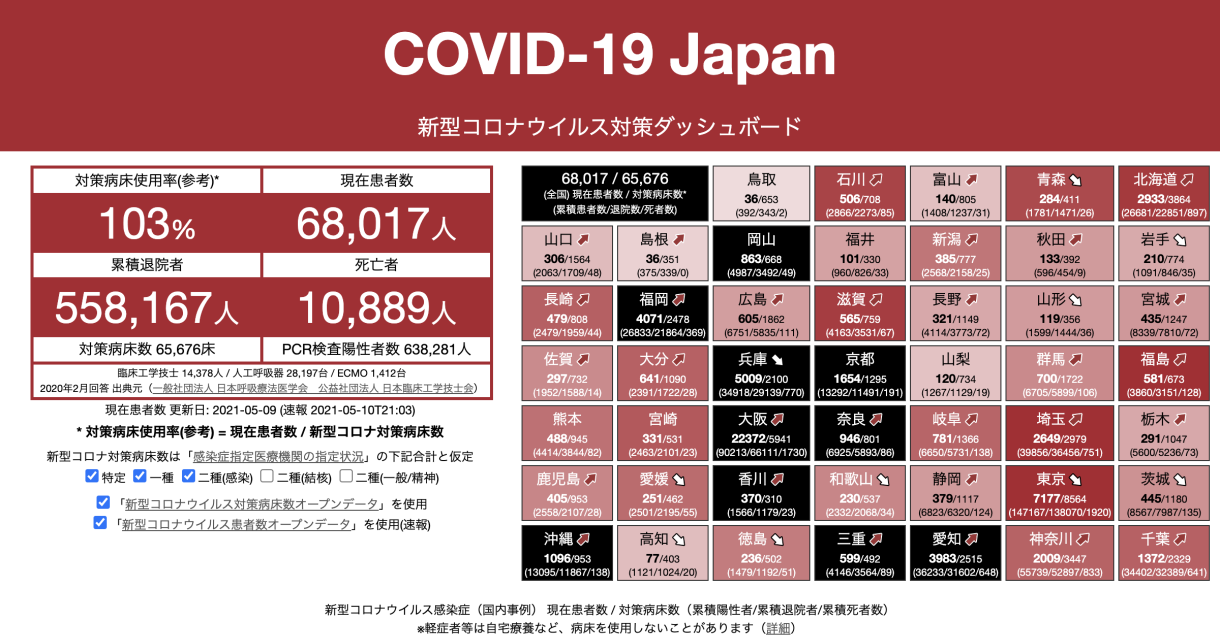 COVID-19 Japan
新型コロナウイルス対策ダッシュボード
対策病床使用率(参考)*
現在患者数
103%
68,017人
累積退院者
死亡者
558,167人
10,889人
対策病床数 65,676床
PCR検査陽性者数 638,281人
臨床工学技士 14,378人 / 人工呼吸器 28,197台 / ECMO 1,412台
2020年2月回答 出典元（一般社団法人 日本呼吸療法医学会　公益社団法人 日本臨床工学技士会）
現在患者数 更新日: 2021-05-09 (速報 2021-05-10T21:03)
* 対策病床使用率(参考) = 現在患者数 / 新型コロナ対策病床数
新型コロナ対策病床数は「感染症指定医療機関の指定状況」の下記合計と仮定
特定 一種 二種(感染) 二種(結核) 二種(一般/精神)
「新型コロナウイルス対策病床数オープンデータ」を使用
「新型コロナウイルス患者数オープンデータ」を使用(速報)
68,017 / 65,676
(全国) 現在患者数 / 対策病床数*
(累積患者数/退院数/死者数)
鳥取
36/653
(392/343/2)
石川
506/708
(2866/2273/85)
富山
140/805
(1408/1237/31)
青森
284/411
(1781/1471/26)
北海道
2933/3864
(26681/22851/897)
山口
306/1564
(2063/1709/48)
島根
36/351
(375/339/0)
岡山
863/668
(4987/3492/49)
福井
101/330
(960/826/33)
新潟
385/777
(2568/2158/25)
秋田
133/392
(596/454/9)
岩手
210/774
(1091/846/35)
長崎
479/808
(2479/1959/44)
福岡
4071/2478
(26833/21864/369)
広島
605/1862
(6751/5835/111)
滋賀
565/759
(4163/3531/67)
長野
321/1149
(4114/3773/72)
山形
119/356
(1599/1444/36)
宮城
435/1247
(8339/7810/72)
佐賀
297/732
(1952/1588/14)
大分
641/1090
(2391/1722/28)
兵庫
5009/2100
(34918/29139/770)
京都
1654/1295
(13292/11491/191)
山梨
120/734
(1267/1129/19)
群馬
700/1722
(6705/5899/106)
福島
581/673
(3860/3151/128)
熊本
488/945
(4414/3844/82)
宮崎
331/531
(2463/2101/23)
大阪
22372/5941
(90213/66111/1730)
奈良
946/801
(6925/5893/86)
岐阜
781/1366
(6650/5731/138)
埼玉
2649/2979
(39856/36456/751)
栃木
291/1047
(5600/5236/73)
鹿児島
405/953
(2558/2107/28)
愛媛
251/462
(2501/2195/55)
香川
370/310
(1566/1179/23)
和歌山
230/537
(2332/2068/34)
静岡
379/1117
(6823/6320/124)
東京
7177/8564
(147167/138070/1920)
茨城
445/1180
(8567/7987/135)
沖縄
1096/953
(13095/11867/138)
高知
77/403
(1121/1024/20)
徳島
236/502
(1479/1192/51)
三重
599/492
(4146/3564/89)
愛知
3983/2515
(36233/31602/648)
神奈川
2009/3447
(55739/52897/833)
千葉
1372/2329
(34402/32389/641)
新型コロナウイルス感染症（国内事例） 現在患者数 / 対策病床数（累積陽性者/累積退院者/累積死者数）
※軽症者等は自宅療養など、病床を使用しないことがあります（詳細）